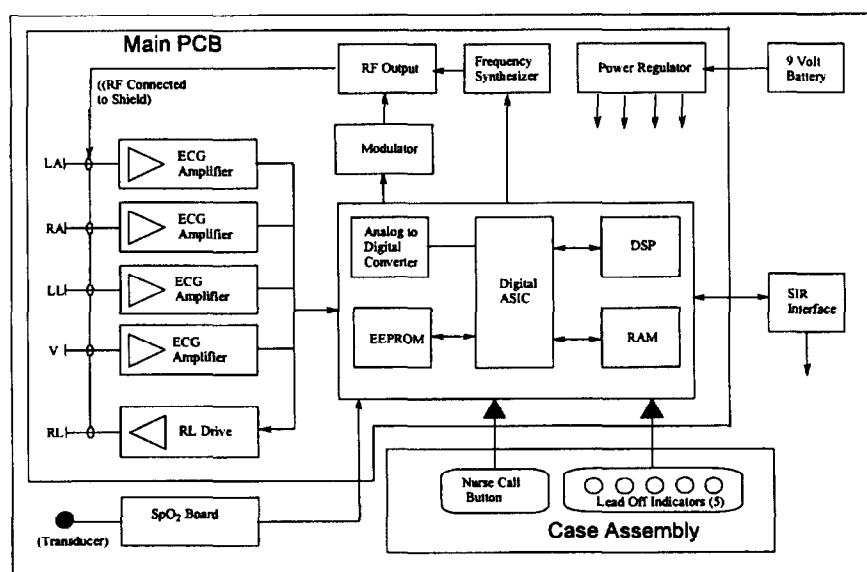 Main PCB
RF Output
Frequency
Synthesizer
Power Regulator
9 Volt
Battery
((RF Connected
to Shield)
Modulator
LA
ECG
Amplifier
RA
ECG
Amplifier
LL
ECG
Amplifier
V
ECG
Amplifier
RL
RL Drive
Analog to
Digital
Converter
Digital
ASIC
DSP
EEPROM
RAM
SIR
Interface
Nurse Call
Button
Lead Off Indicators (5)
Case Assembly
SpO2 Board
(Transducer)